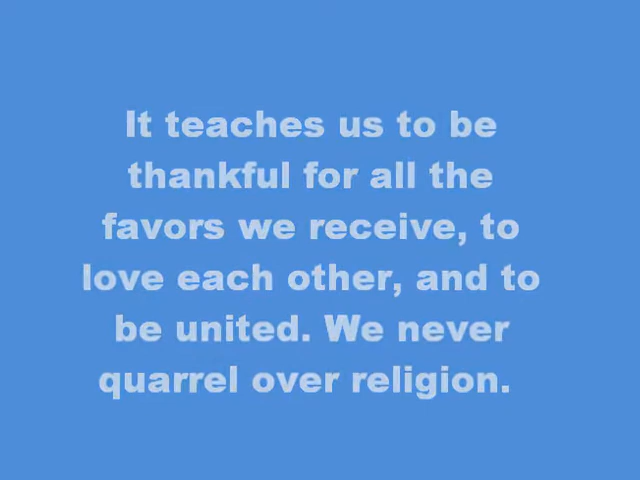 It teaches us to be
thankful for all the
favors we receive, to
love each other, and to
be united. We never
quarrel over religion.